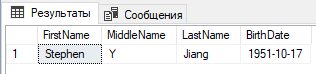 Результаты Сообщения
FirstName MiddleName LastName BirthDate
1 Stephen Y Jiang 1951-10-17